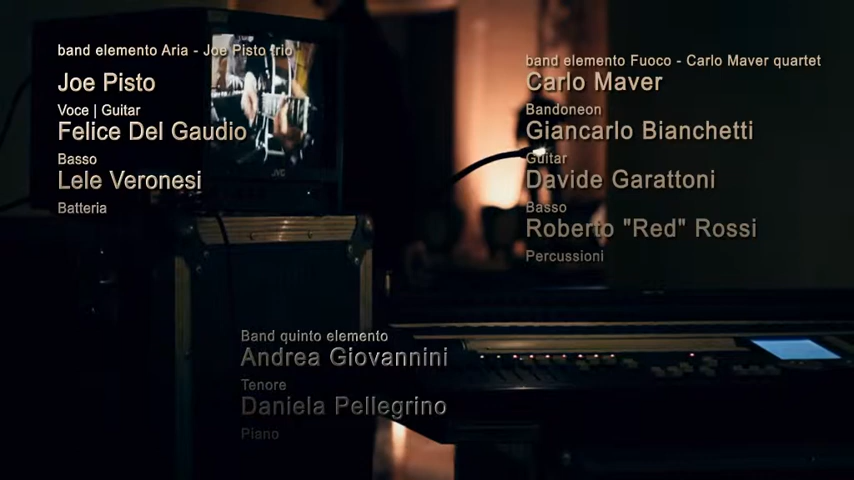 band elemento Aria - Joe Pisto trio
Joe Pisto
Voce | Guitar
Felice Del Gaudio
Basso
Lele Veronesi
Batteria
band elemento Fuoco - Carlo Maver quartet
Carlo Maver
Bandoneon
Giancarlo Bianchetti
Guitar
Davide Garattoni
Basso
Roberto "Red" Rossi
Percussioni
Band quinto elemento
Andrea Giovannini
Tenore
Daniela Pellegrino
Piano
JVC